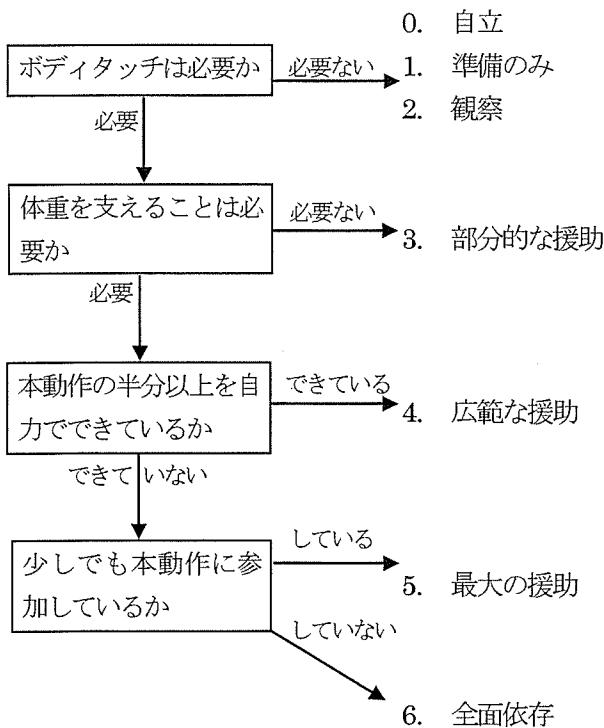 0. 自立
ボディタッチは必要か
必要ない
1. 準備のみ
2. 観察
必要
体重を支えることは必
要か
必要ない
3. 部分的な援助
必要
本動作の半分以上を自
力でできているか
できている
4. 広範な援助
できていない
少しでも本動作に参
加しているか
している
5. 最大の援助
していない
6. 全面依存